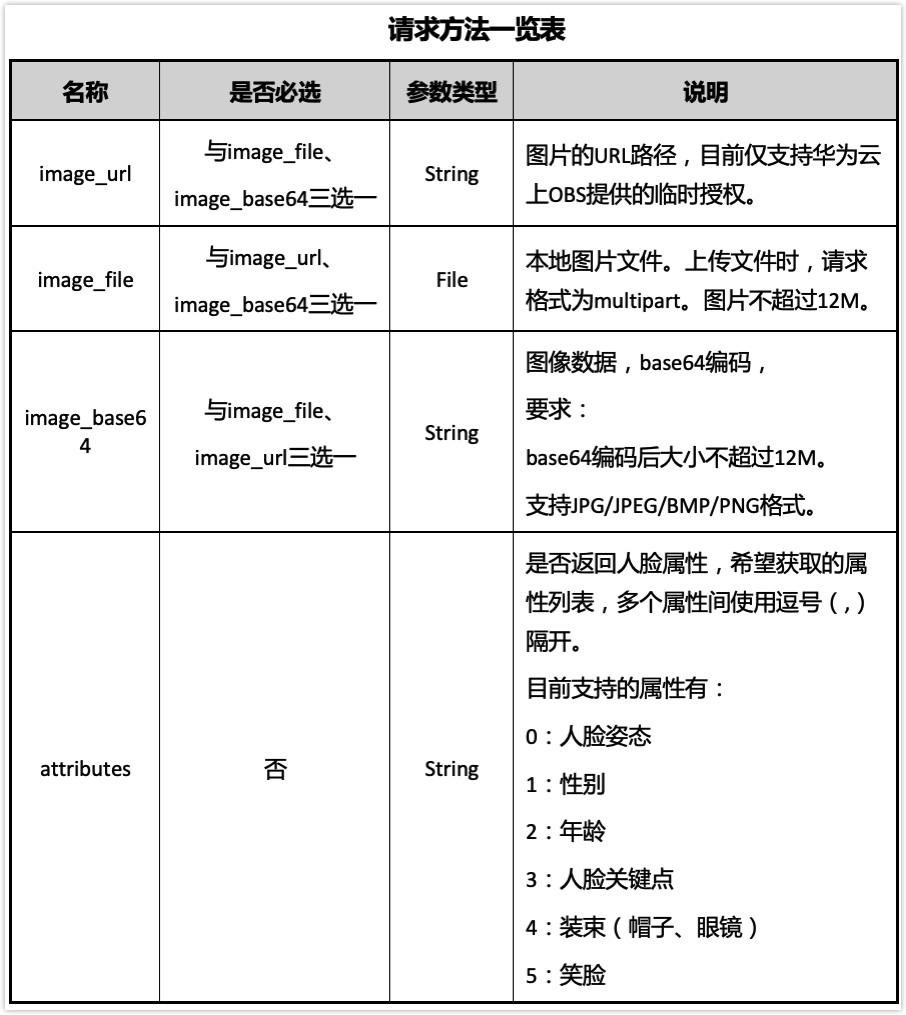 请求方法一览表
名称 是否必选 参数类型 说明
image_url
与image_file、
image_base64三选一
String
图片的URL路径，目前仅支持华为云
上OBS提供的临时授权。
image_file
与image_url、
image_base64三选一
File
本地图片文件。上传文件时，请求
格式为multipart。图片不超过12M。
image_base6
4
与image_file、
image_url三选一
String
图像数据，base64编码，
要求：
base64编码后大小不超过12M。
支持JPG/JPEG/BMP/PNG格式。
attributes
否
String
是否返回人脸属性，希望获取的属
性列表，多个属性间使用逗号（,）
隔开。
目前支持的属性有：
0：人脸姿态
1：性别
2：年龄
3：人脸关键点
4：装束（帽子、眼镜）
5：笑脸